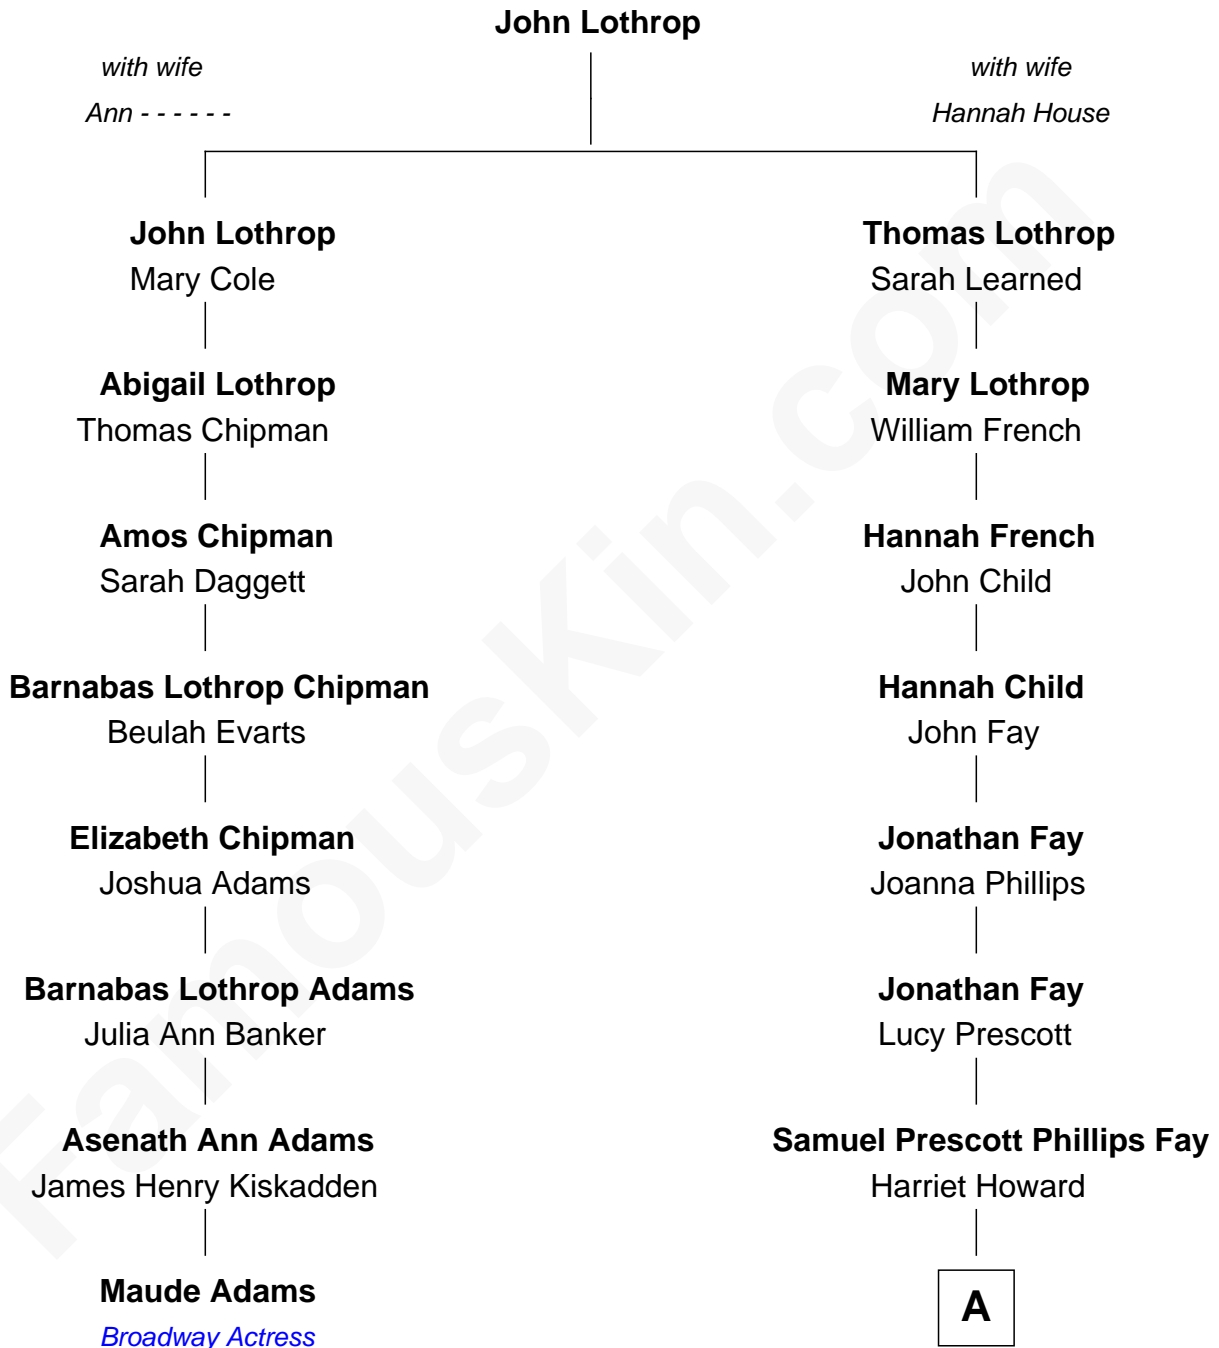 John Lothrop
with wife
Ann - - - - - -
with wife
Hannah House
John Lothrop
Mary Cole
Thomas Lothrop
Sarah Learned
Abigail Lothrop
Thomas Chipman
Mary Lothrop
William French
Amos Chipman
Sarah Daggett
Hannah French
John Child
Barnabas Lothrop Chipman
Beulah Evarts
Hannah Child
John Fay
Elizabeth Chipman
Joshua Adams
Jonathan Fay
Joanna Phillips
Barnabas Lothrop Adams
Julia Ann Banker
Jonathan Fay
Lucy Prescott
Asenath Ann Adams
James Henry Kiskadden
Samuel Prescott Phillips Fay
Harriet Howard
Maude Adams
Broadway Actress
A
FamousKin.com